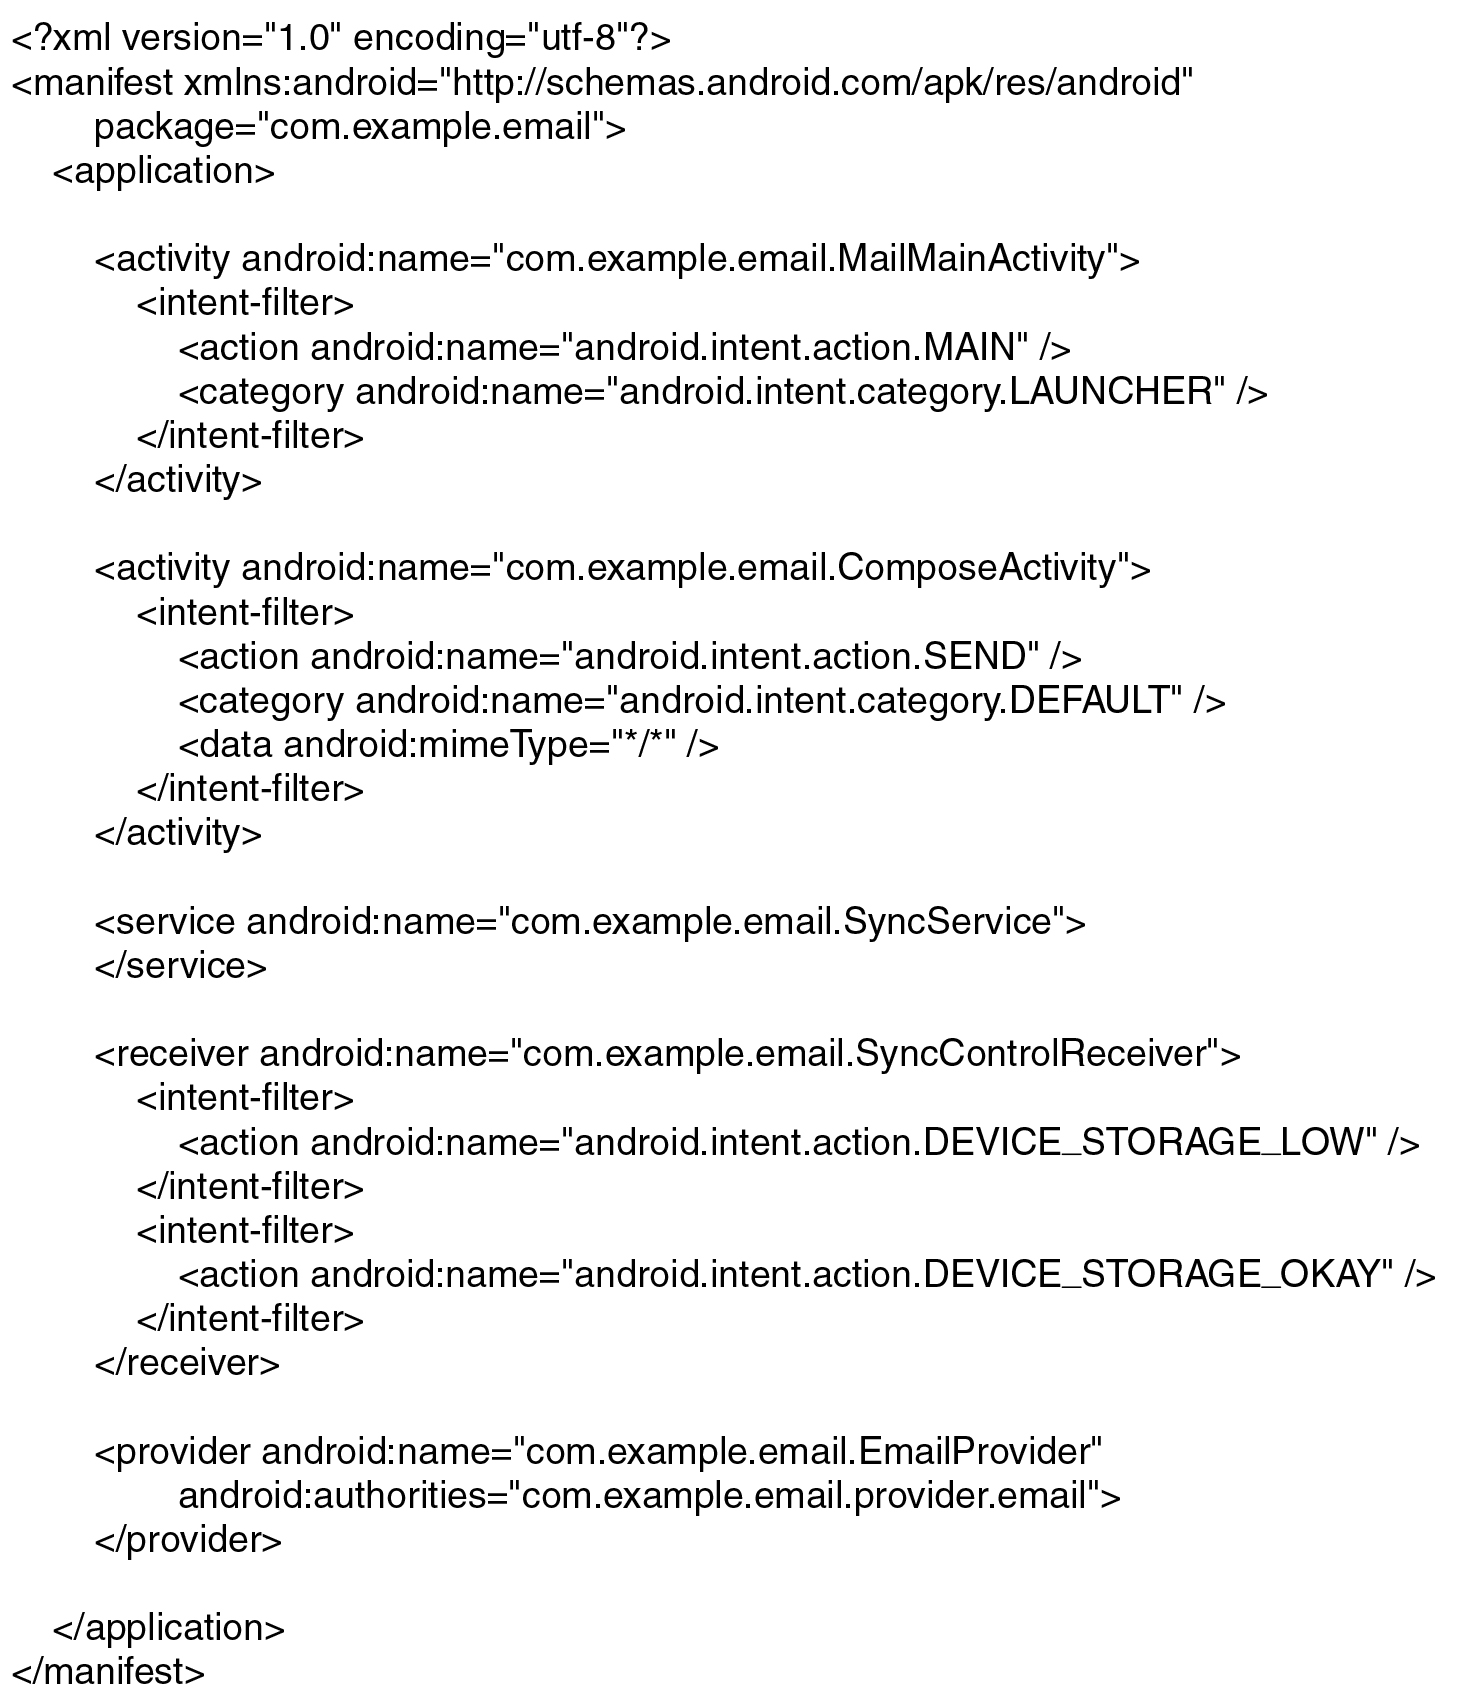 <?xml version="1.0" encoding="utf-8"?>
<manifest xmlns:android="http://schemas.android.com/apk/res/android"
        package="com.example.email">
    <application>

        <activity android:name="com.example.email.MailMainActivity">
            <intent-filter>
                <action android:name="android.intent.action.MAIN" />
                <category android:name="android.intent.category.LAUNCHER" />
            </intent-filter>
        </activity>

        <activity android:name="com.example.email.ComposeActivity">
            <intent-filter>
                <action android:name="android.intent.action.SEND" />
                <category android:name="android.intent.category.DEFAULT" />
                <data android:mimeType="*/*" />
            </intent-filter>
        </activity>

        <service android:name="com.example.email.SyncService">
        </service>

        <receiver android:name="com.example.email.SyncControlReceiver">
            <intent-filter>
                <action android:name="android.intent.action.DEVICE_STORAGE_LOW" />
            </intent-filter>
            <intent-filter>
                <action android:name="android.intent.action.DEVICE_STORAGE_OKAY" />
            </intent-filter>
        </receiver>

        <provider android:name="com.example.email.EmailProvider"
                android:authorities="com.example.email.provider.email">
        </provider>

    </application>
</manifest>